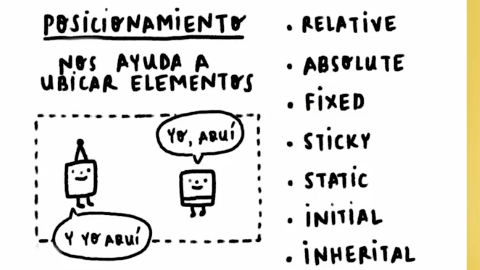 POSICIONAMIENTO
NOS AYUDA A
UBICAR ELEMENTOS
YO, AQUÍ
Y YO AQUÍ
• RELATIVE
• ABSOLUTE
• FIXED
• STICKY
• STATIC
• INITIAL
• INHERITAL